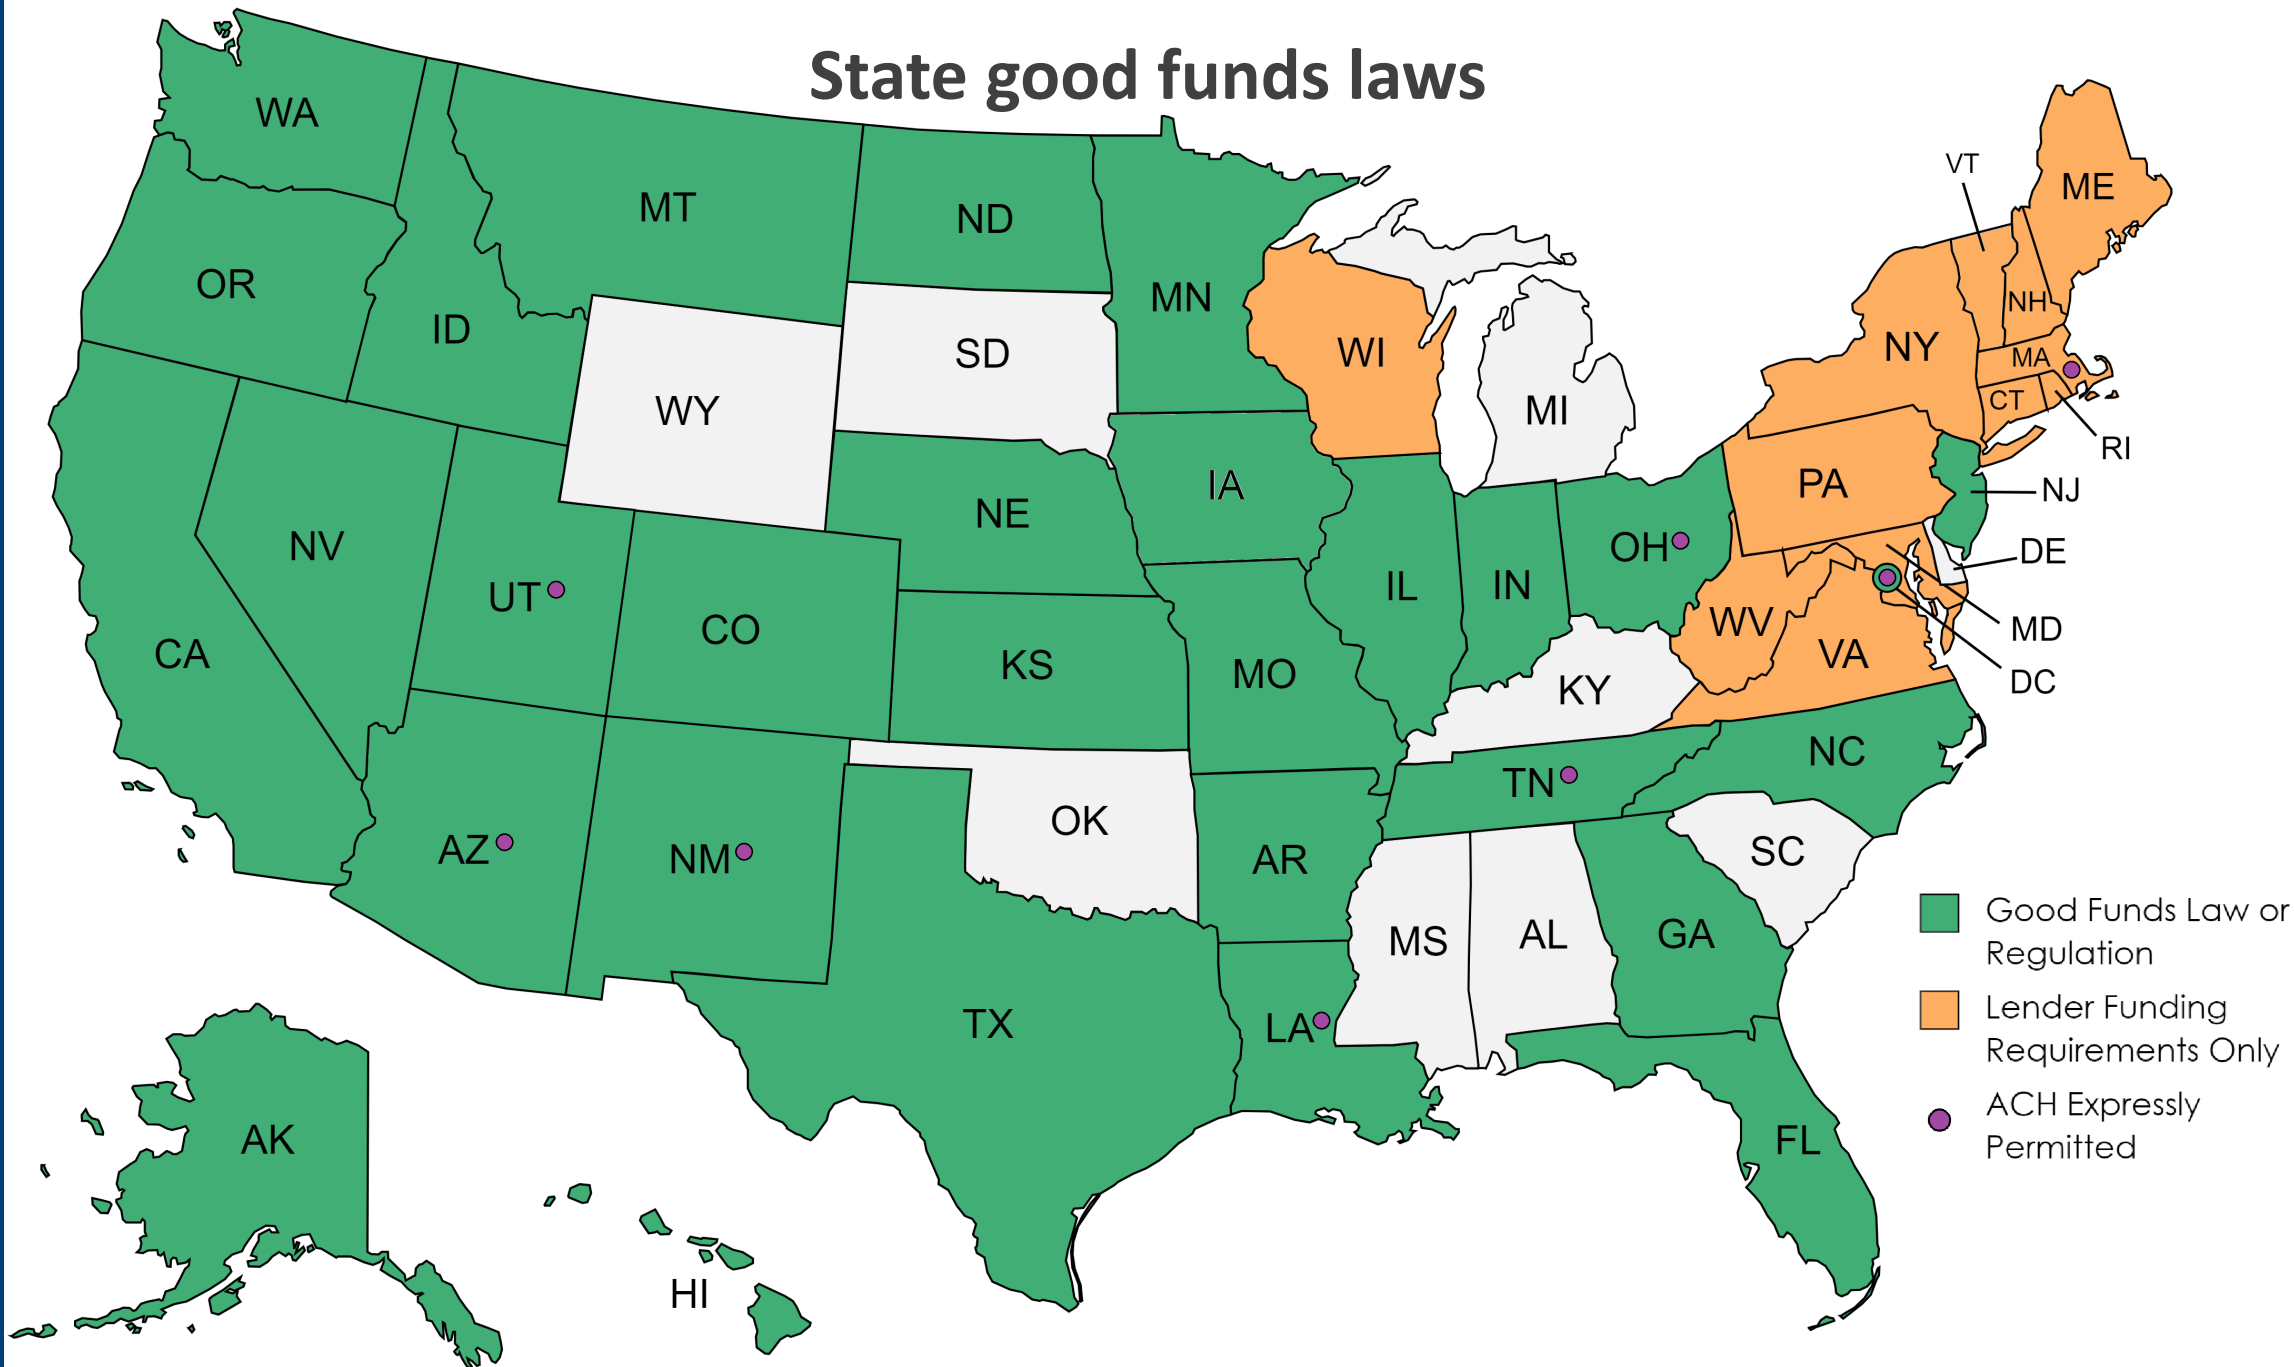 State good funds laws
WA
MT
ND
MN
VT
ME
OR
ID
SD
WI
NH
NY
MA
WY
MI
CT
RI
NE
IA
PA
NJ
NV
OH
DE
UT
IL
IN
CO
WV
MD
CA
KS
MO
VA
KY
DC
NC
TN
OK
AZ
NM
AR
SC
MS
AL
GA
Good Funds Law or
Regulation
TX
LA
Lender Funding
Requirements Only
AK
FL
ACH Expressly
Permitted
HI